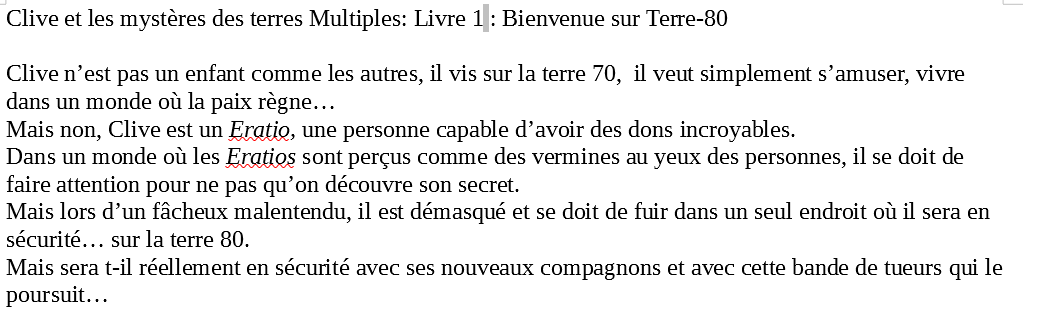 Clive et les mystères des terres Multiples: Livre 1 : Bienvenue sur Terre-80
Clive n’est pas un enfant comme les autres, il vis sur la terre 70,  il veut simplement s’amuser, vivre
dans un monde où la paix règne…
Mais non, Clive est un Eratio, une personne capable d’avoir des dons incroyables.
Dans un monde où les Eratios sont perçus comme des vermines au yeux des personnes, il se doit de
faire attention pour ne pas qu’on découvre son secret.
Mais lors d’un fâcheux malentendu, il est démasqué et se doit de fuir dans un seul endroit où il sera en
sécurité… sur la terre 80.
Mais sera t-il réellement en sécurité avec ses nouveaux compagnons et avec cette bande de tueurs qui le
poursuit…